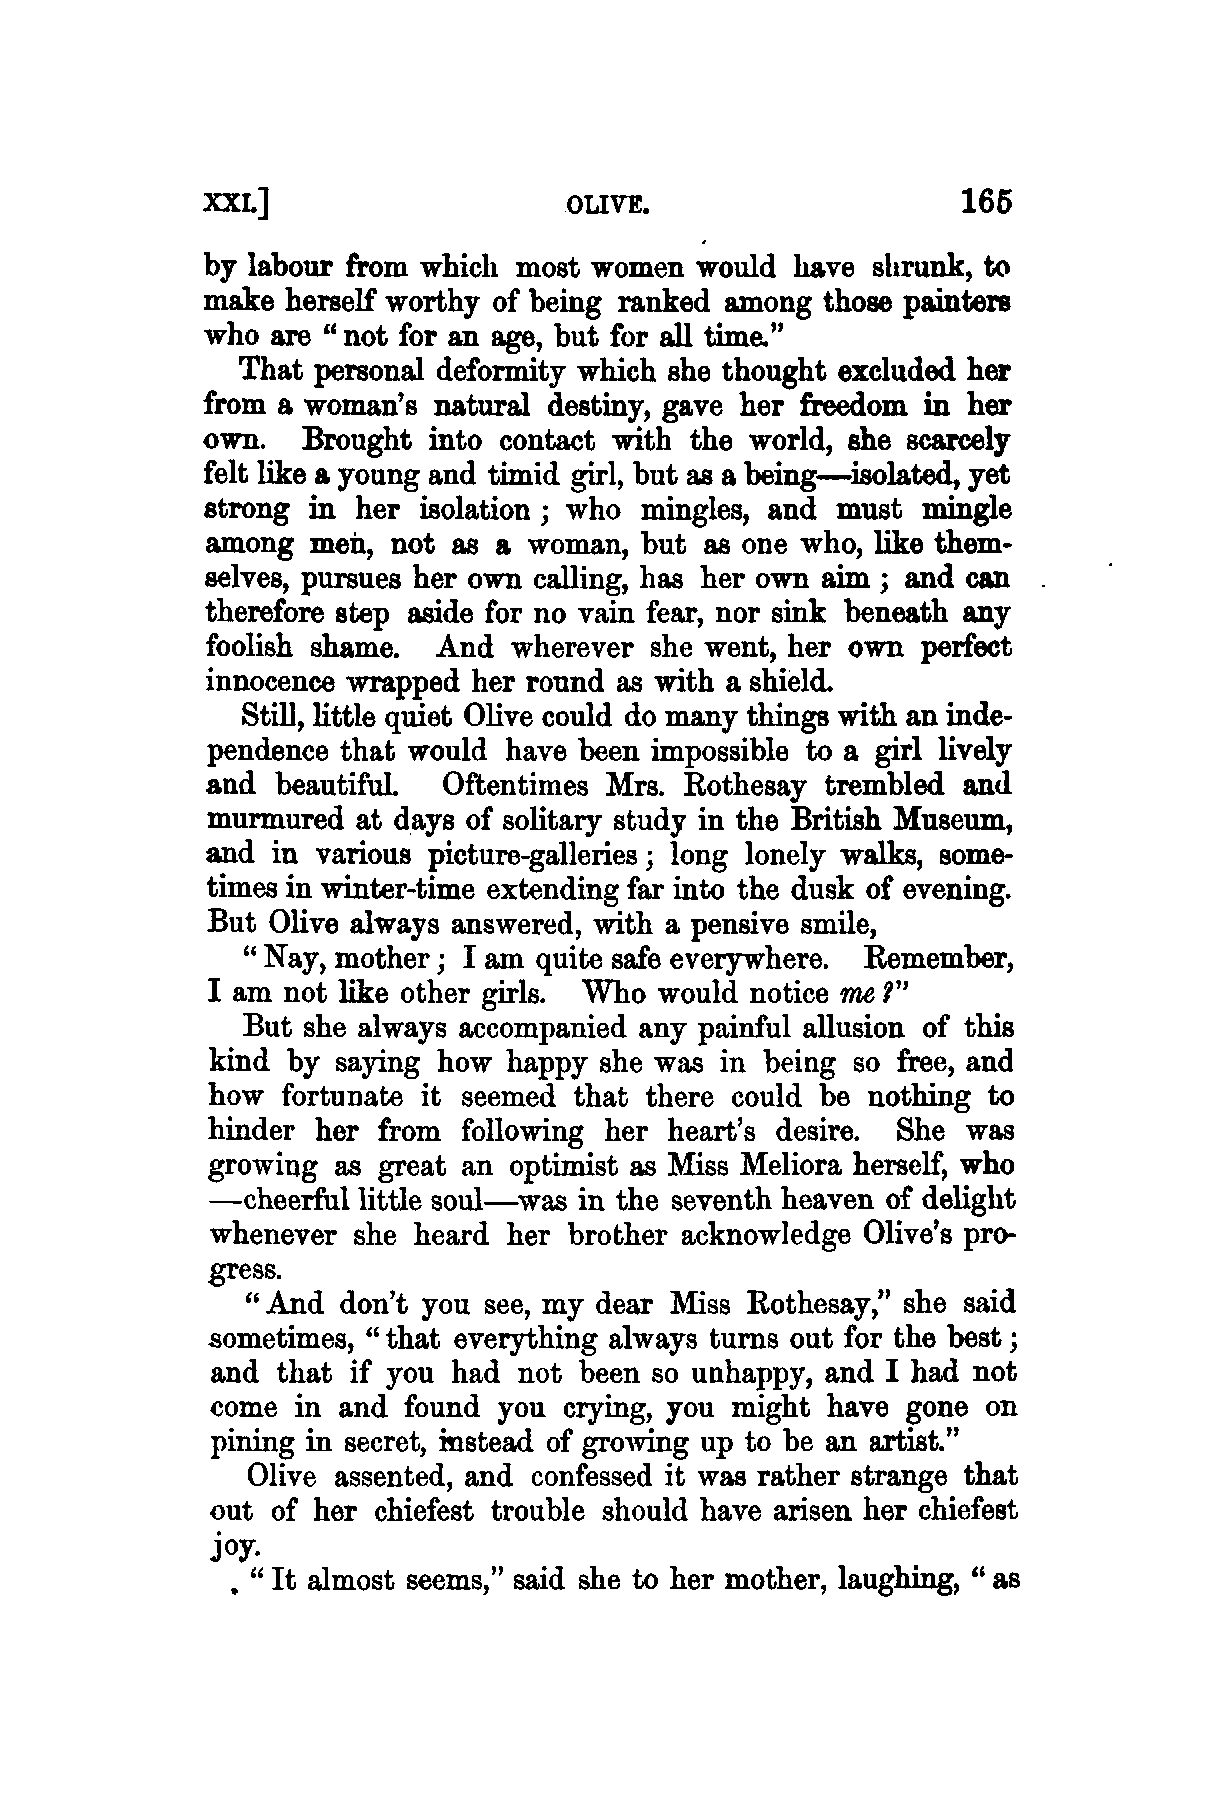 XXI.] OLIVE. 165
by labour from which most women would have shrunk, to
make herself worthy of being ranked among those painters
who are “not for an age, but for all time.”
That personal deformity which she thought excluded her
from a woman's natural destiny, gave her freedom in her
own. Brought into contact with the world, she scarcely
felt like a young and timid girl, but as a being—isolated, yet
strong in her isolation; who mingles, and must mingle
among men, not as a woman, but as one who, like them-
selves, pursues her own calling, has her own aim; and can
therefore step aside for no vain fear, nor sink beneath any
foolish shame. And wherever she went, her own perfect
innocence wrapped her round as with a shield.
Still, little quiet Olive could do many things with an inde-
pendence that would have been impossible to a girl lively
and beautiful. Oftentimes Mrs. Rothesay trembled and
murmured at days of solitary study in the British Museum,
and in various picture-galleries; long lonely walks, some-
times in winter-time extending far into the dusk of evening.
But Olive always answered, with a pensive smile,
“Nay, mother; I am quite safe everywhere. Remember,
I am not like other girls. Who would notice me?”
But she always accompanied any painful allusion of this
kind by saying how happy she was in being so free, and
how fortunate it seemed that there could be nothing to
hinder her from following her heart's desire. She was
growing as great an optimist as Miss Meliora herself, who
—cheerful little soul—was in the seventh heaven of delight
whenever she heard her brother acknowledge Olive's pro-
gress.
“And don't you see, my dear Miss Rothesay,” she said
sometimes, “that everything always turns out for the best;
and that if you had not been so unhappy, and I had not
come in and found you crying, you might have gone on
pining in secret, instead of growing up to be an artist.”
Olive assented, and confessed it was rather strange that
out of her chiefest trouble should have arisen her chiefest
joy.
“It almost seems,” said she to her mother, laughing, “as